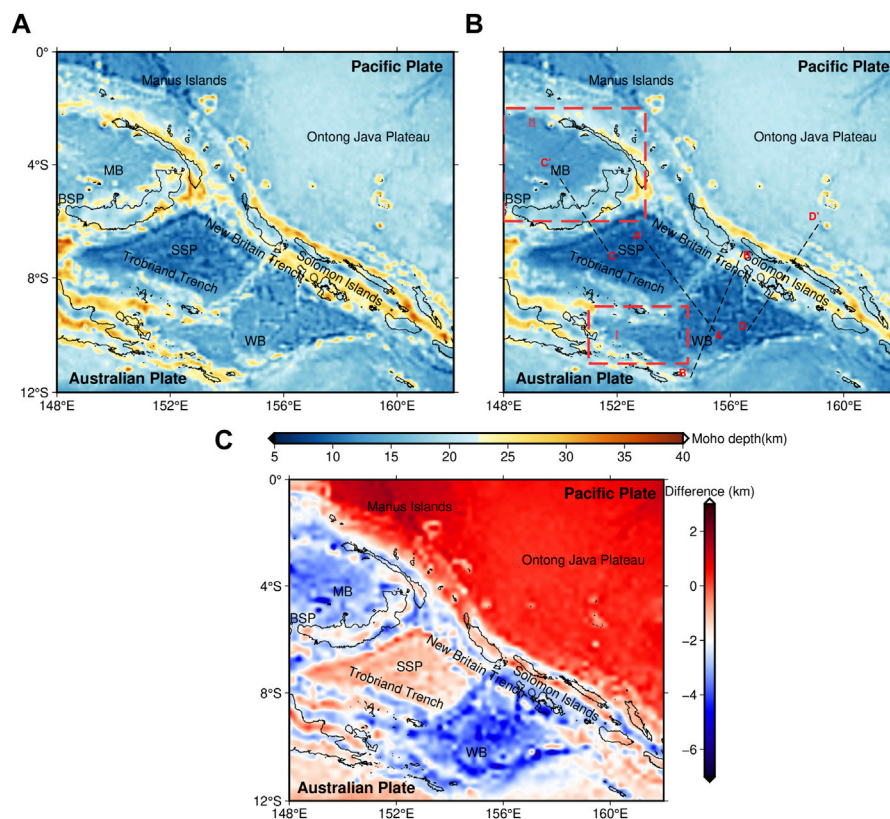 A
B
0°
4°S
8°S
12°S
148°E
152°E
156°E
160°E
Pacific Plate
Manus Islands
Ontong Java Plateau
MB
BSP
SSP
New Britain Trench
Trobriand Trench
Solomon Islands
WB
Australian Plate
148°E
152°E
156°E
160°E
Pacific Plate
Manus Islands
Ontong Java Plateau
II
C'
MB
BSP
D'
A'
SSP
C
New Britain Trench
B'
Trobriand Trench
Solomon Islands
I
WB
A
D
B
Australian Plate
C
5
10
15
20
25
30
35
40
Moho depth(km)
0°
4°S
8°S
12°S
148°E
152°E
156°E
160°E
Pacific Plate
Manus Islands
Ontong Java Plateau
MB
BSP
SSP
New Britain Trench
Trobriand Trench
Solomon Islands
WB
Australian Plate
Difference (km)
2
0
−2
−4
−6